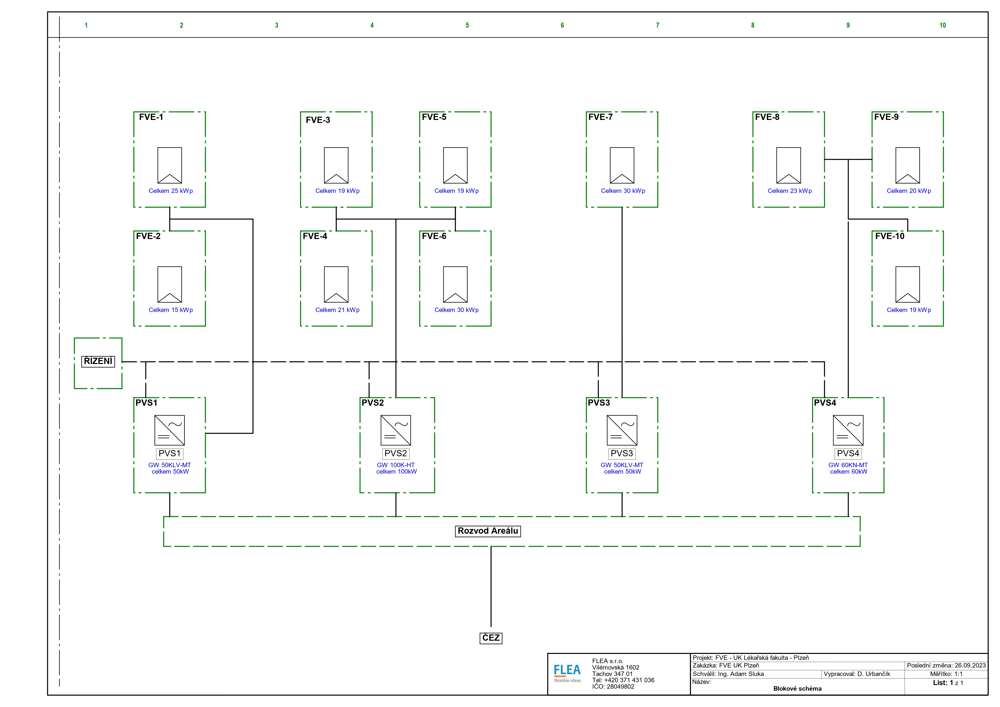 1 2 3 4 5 6 7 8 9 10
FVE-1
Celkem 25 kWp
FVE-3
Celkem 19 kWp
FVE-5
Celkem 19 kWp
FVE-7
Celkem 30 kWp
FVE-8
Celkem 23 kWp
FVE-9
Celkem 20 kWp
FVE-2
Celkem 15 kWp
FVE-4
Celkem 21 kWp
FVE-6
Celkem 30 kWp
FVE-10
Celkem 19 kWp
ŘÍZENÍ
PVS1
PVS1
GW 50KLV-MT
celkem 50kW
PVS2
PVS2
GW 100K-HT
celkem 100kW
PVS3
PVS3
GW 50KLV-MT
celkem 50kW
PVS4
PVS4
GW 60KN-MT
celkem 60kW
Rozvod Areálu
ČEZ
FLEA
flexible ideas
FLEA s.r.o.
Vilémovská 1602
Tachov 347 01
Tel: +420 371 431 036
IČO: 28049802
Projekt: FVE - UK Lékařská fakulta - Plzeň
Zakázka: FVE UK Plzeň
Poslední změna: 26.09.2023
Schválil: Ing. Adam Sluka
Vypracoval: D. Urbančík
Měřítko: 1:1
Název:
Blokové schéma
List: 1 z 1